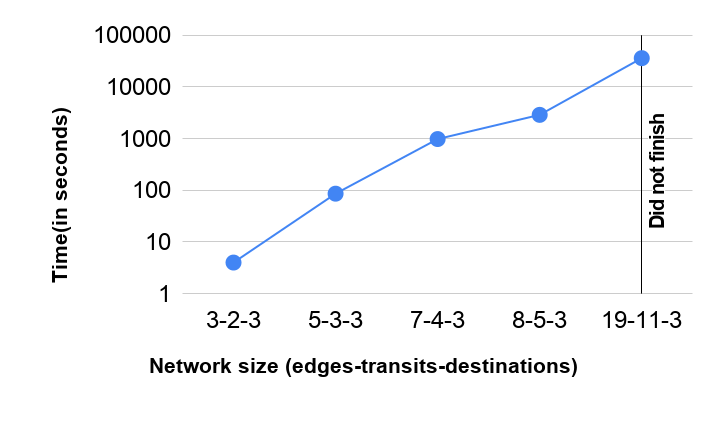 100000
10000
1000
100
10
1
Time(in seconds)
Did not finish
3-2-3 5-3-3 7-4-3 8-5-3 19-11-3
Network size (edges-transits-destinations)